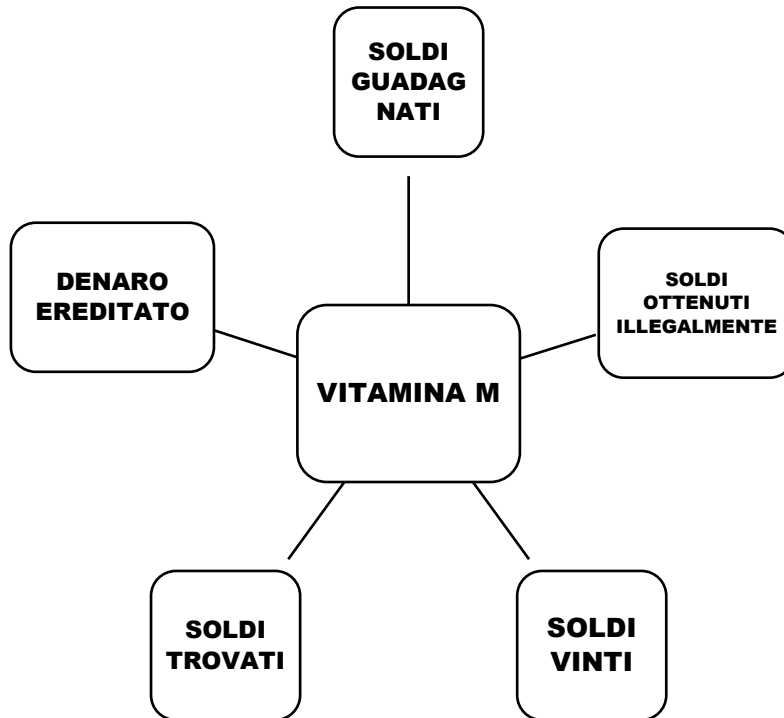 SOLDI
GUADAG
NATI
DENARO
EREDITATO
SOLDI
OTTENUTI
ILLEGALMENTE
VITAMINA M
SOLDI
TROVATI
SOLDI
VINTI